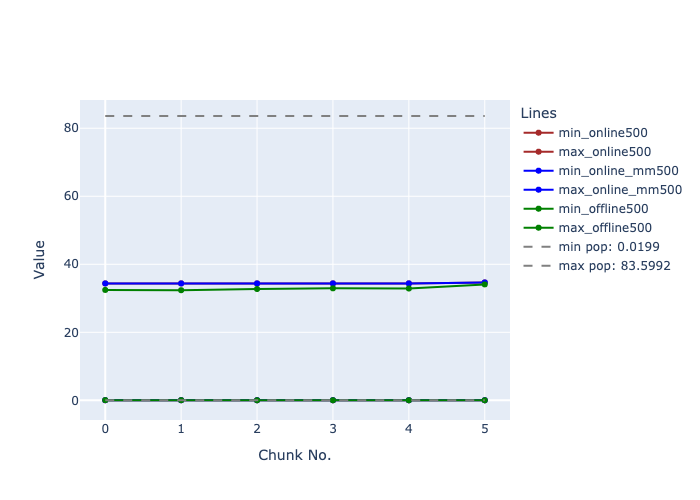 Lines
min_online500
max_online500
min_online_mm500
max_online_mm500
min_offline500
max_offline500
min pop: 0.0199
max pop: 83.5992
Value
80
60
40
20
0
0 1 2 3 4 5
Chunk No.